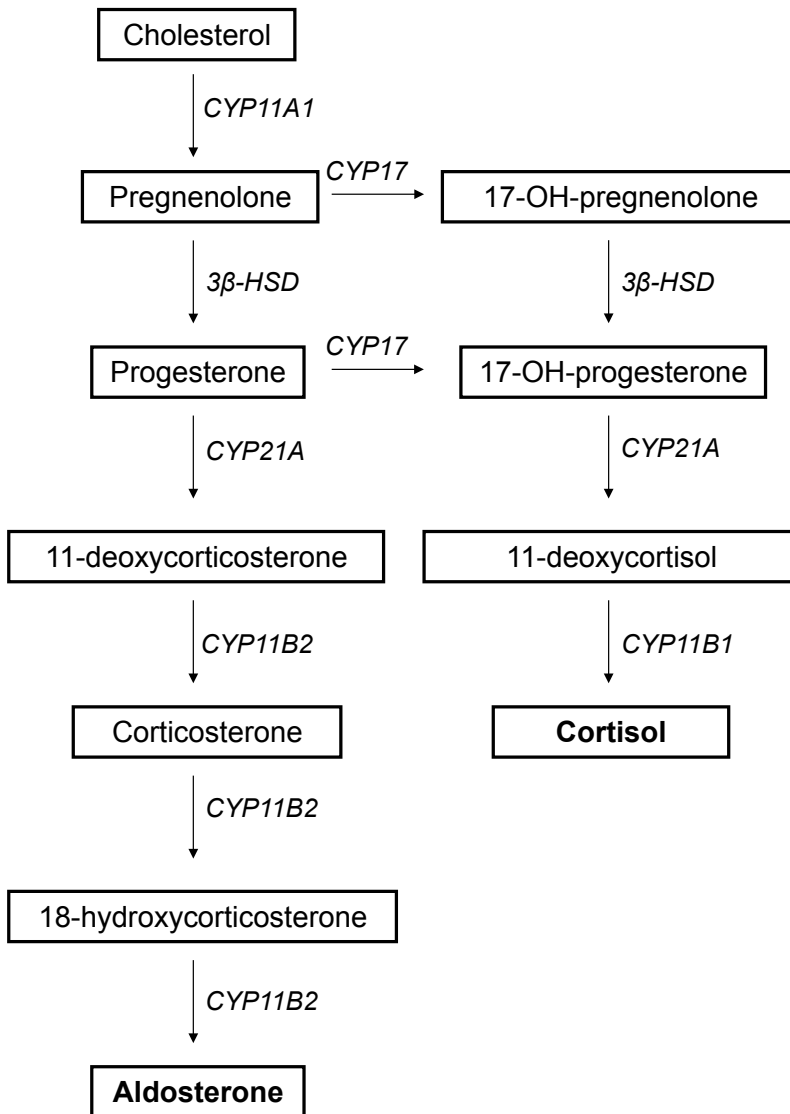 Cholesterol
CYP11A1
Pregnenolone
CYP17
17-OH-pregnenolone
3β-HSD
3β-HSD
Progesterone
CYP17
17-OH-progesterone
CYP21A
CYP21A
11-deoxycorticosterone
11-deoxycortisol
CYP11B2
CYP11B1
Corticosterone
Cortisol
CYP11B2
18-hydroxycorticosterone
CYP11B2
Aldosterone